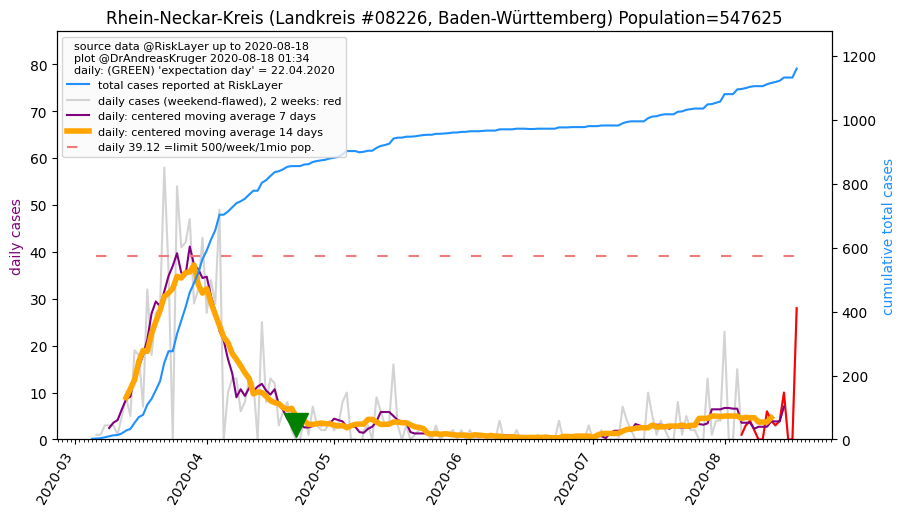 Rhein-Neckar-Kreis (Landkreis #08226, Baden-Württemberg) Population=547625
source data @RiskLayer up to 2020-08-18
plot @DrAndreasKruger 2020-08-18 01:34
daily: (GREEN) 'expectation day' = 22.04.2020
total cases reported at RiskLayer
daily cases (weekend-flawed), 2 weeks: red
daily: centered moving average 7 days
daily: centered moving average 14 days
daily 39.12 =limit 500/week/1mio pop.
daily cases
80
70
60
50
40
30
20
10
0
cumulative total cases
1200
1000
800
600
400
200
0
2020-03
2020-04
2020-05
2020-06
2020-07
2020-08